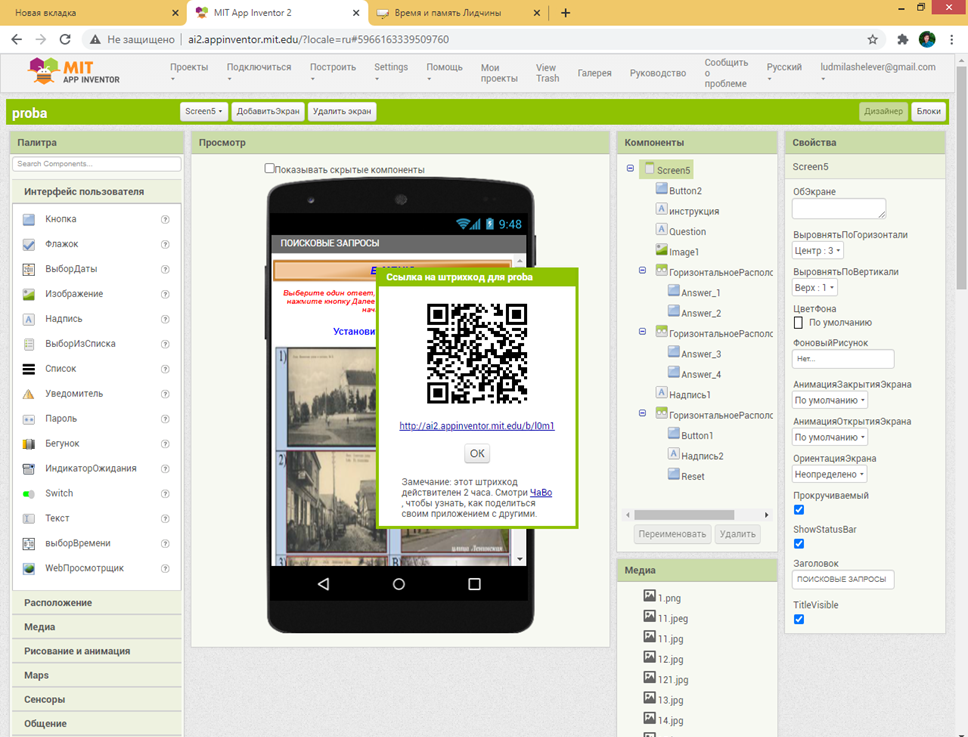 Новая вкладка
MIT App Inventor 2
Время и память Лидчины
Не защищено
ai2.appinventor.mit.edu/?locale=ru#5966163339509760
MIT
APP INVENTOR
Проекты
Подключиться
Построить
Settings
Помощь
Мои
проекты
View
Trash
Галерея
Руководство
Сообщить
о
проблеме
Русский
ludmilashelever@gmail.com
proba
Screen5
ДобавитьЭкран
Удалить экран
Дизайнер
Блоки
Палитра
Search Components...
Интерфейс пользователя
Кнопка
Флажок
ВыборДаты
Изображение
Надпись
ВыборИзСписка
Список
Уведомитель
Пароль
Бегунок
ИндикаторОжидания
Switch
Текст
выборВремени
WebПросмотрщик
Расположение
Медиа
Рисование и анимация
Maps
Сенсоры
Общение
Просмотр
Показывать скрытые компоненты
9:48
ПОИСКОВЫЕ ЗАПРОСЫ
Выберите один ответ,
нажмите кнопку Далее
нач
Установи
1)
2)
3)
улица Ленинская
Ссылка на штрихкод для proba
http://ai2.appinventor.mit.edu/b/l0m1
OK
Замечание: этот штрихкод
действителен 2 часа. Смотри ЧаВо
, чтобы узнать, как поделиться
своим приложением с другими.
Компоненты
Screen5
Button2
инструкция
Question
Image1
ГоризонтальноеРасполо
Answer_1
Answer_2
ГоризонтальноеРасполо
Answer_3
Answer_4
Надпись1
ГоризонтальноеРасполо
Button1
Надпись2
Reset
Переименовать
Удалить
Медиа
1.png
11.jpeg
11.jpg
12.jpg
121.jpg
13.jpg
14.jpg
Свойства
Screen5
ОбЭкране
ВыровнятьПоГоризонтали
Центр : 3
ВыровнятьПоВертикали
Верх : 1
ЦветФона
По умолчанию
ФоновыйРисунок
Нет...
АнимацияЗакрытияЭкрана
По умолчанию
АнимацияОткрытияЭкрана
По умолчанию
ОриентацияЭкрана
Неопределено
Прокручиваемый
ShowStatusBar
Заголовок
ПОИСКОВЫЕ ЗАПРОСЫ
TitleVisible